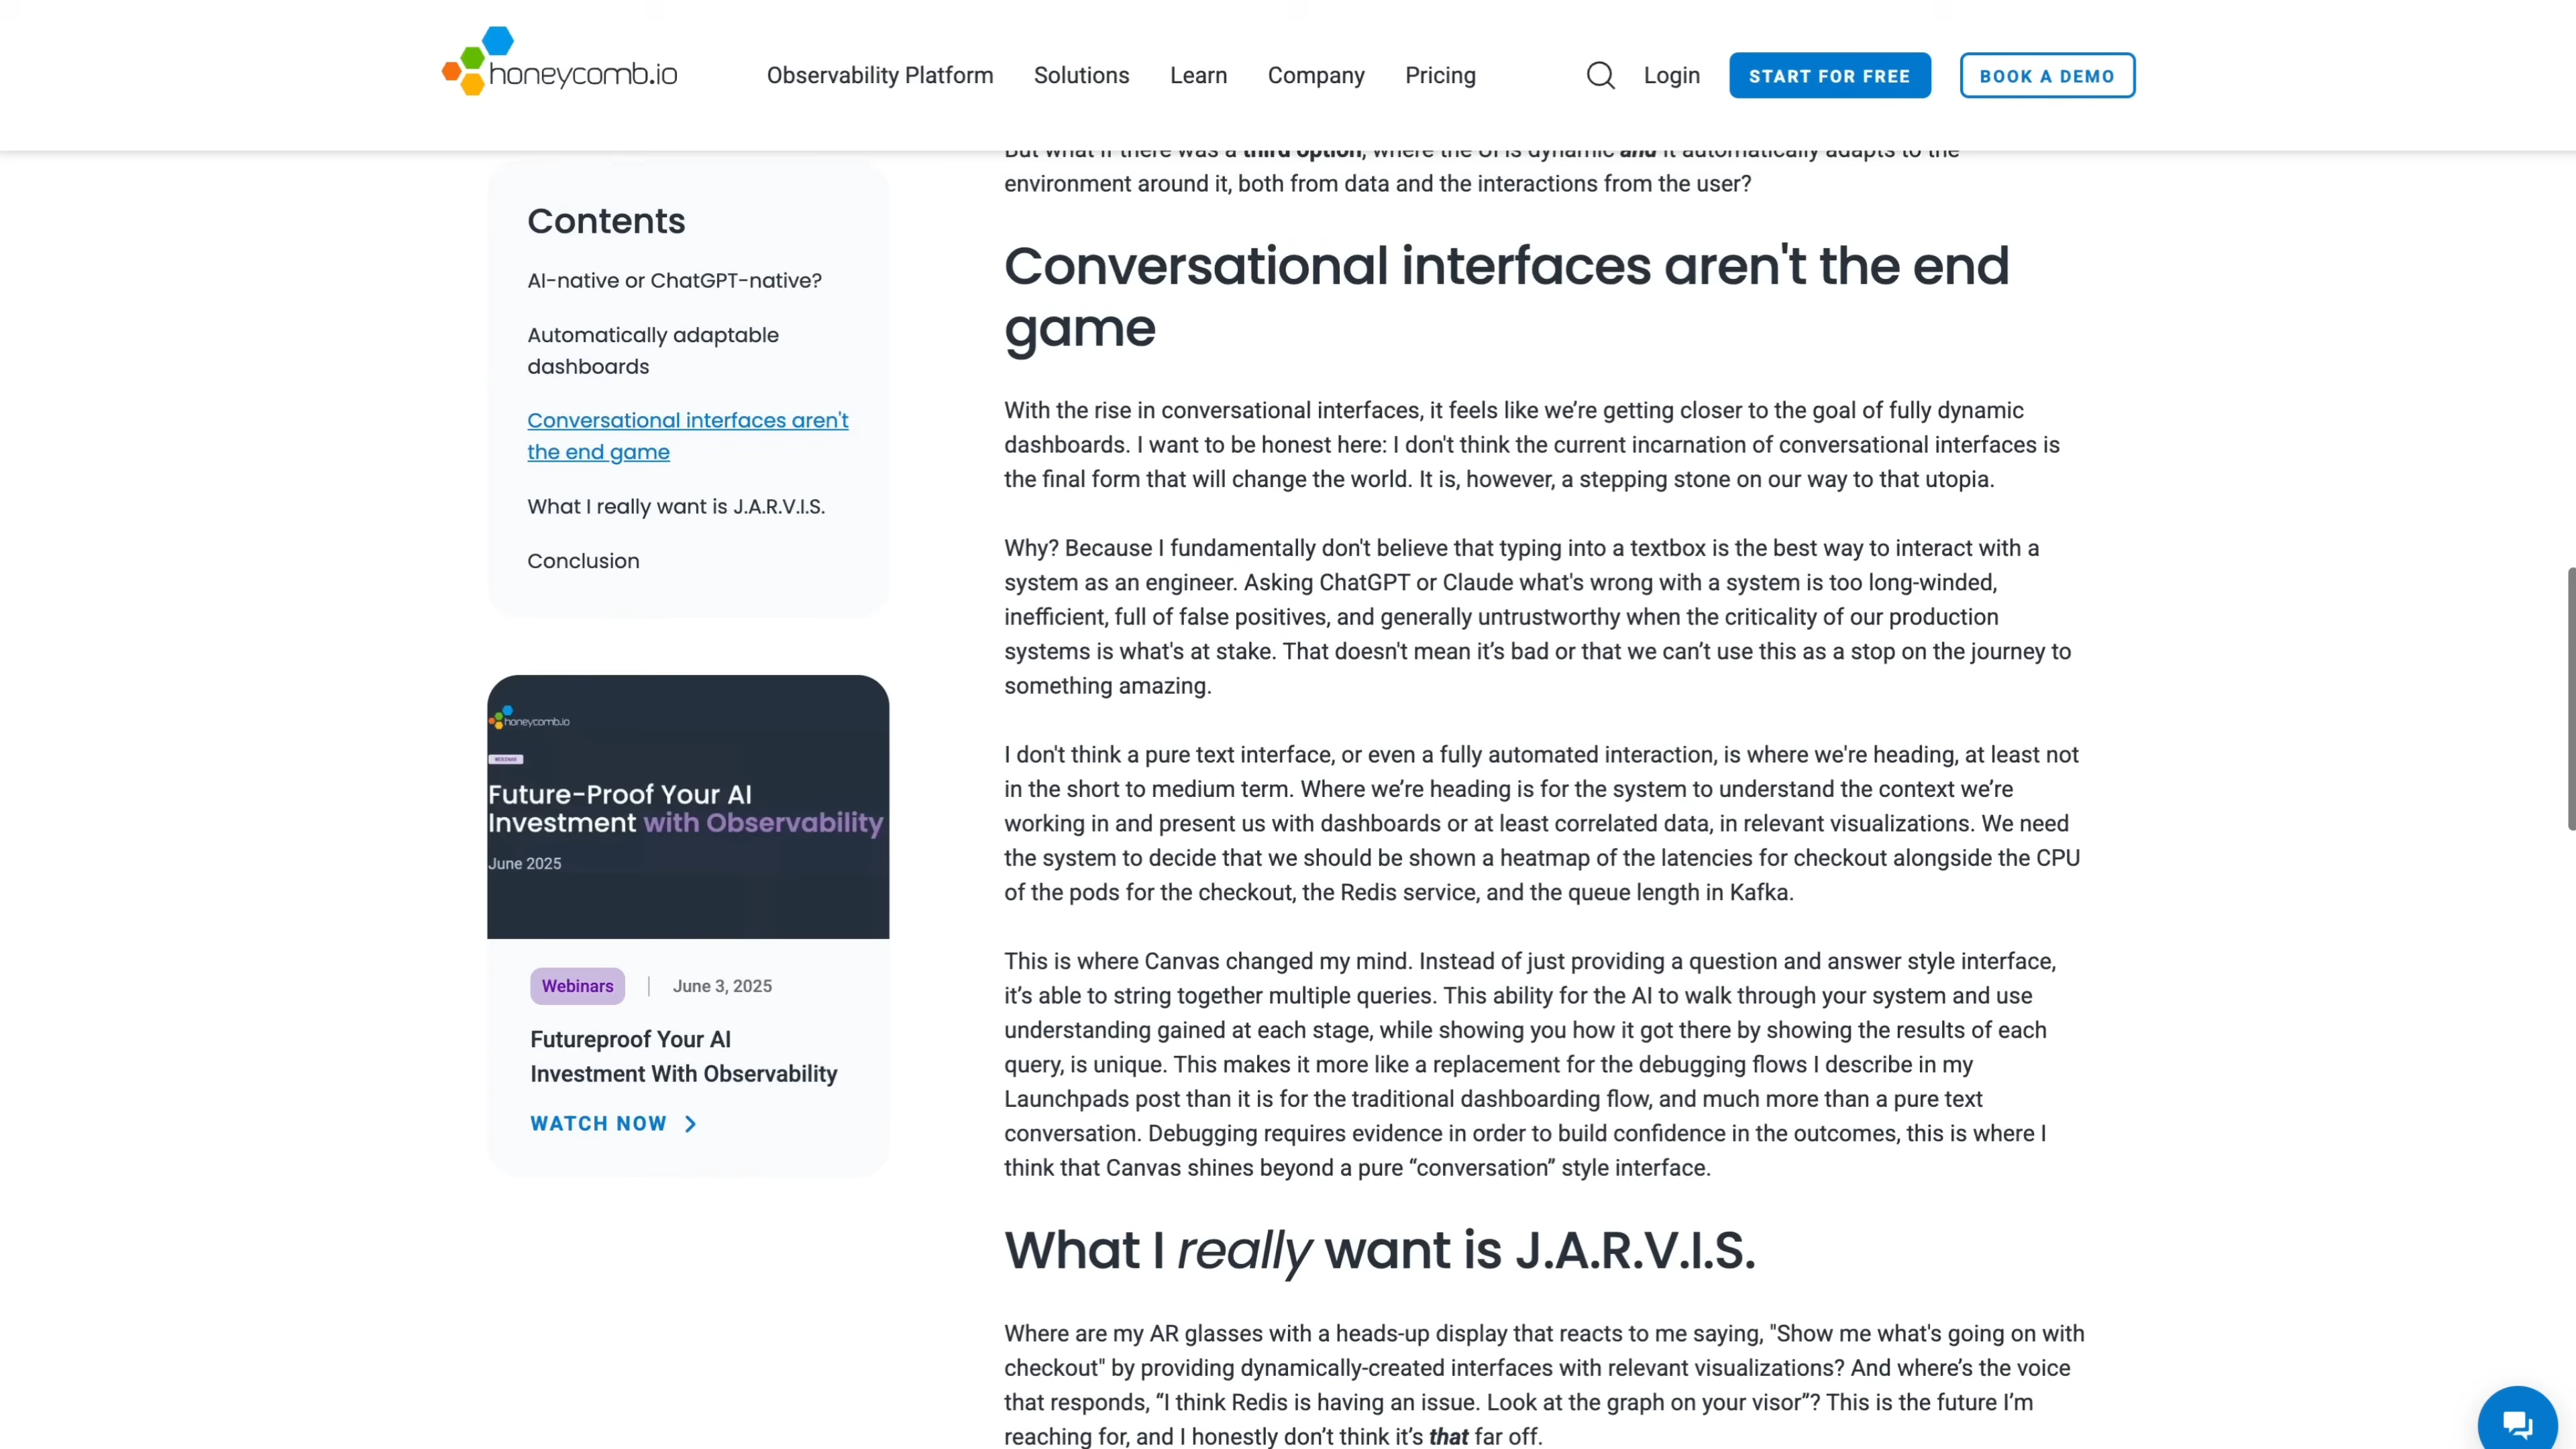 honeycomb.io
Observability Platform
Solutions
Learn
Company
Pricing
Login
START FOR FREE
BOOK A DEMO
Contents
AI-native or ChatGPT-native?
Automatically adaptable
dashboards
Conversational interfaces aren't
the end game
What I really want is J.A.R.V.I.S.
Conclusion
honeycomb.io
WEBINAR
Future-Proof Your AI
Investment with Observability
June 2025
Webinars | June 3, 2025
Futureproof Your AI
Investment With Observability
WATCH NOW
But what if there was a third option, where the UI is dynamic and it automatically adapts to the
environment around it, both from data and the interactions from the user?
Conversational interfaces aren't the end
game
With the rise in conversational interfaces, it feels like we’re getting closer to the goal of fully dynamic
dashboards. I want to be honest here: I don't think the current incarnation of conversational interfaces is
the final form that will change the world. It is, however, a stepping stone on our way to that utopia.
Why? Because I fundamentally don't believe that typing into a textbox is the best way to interact with a
system as an engineer. Asking ChatGPT or Claude what's wrong with a system is too long-winded,
inefficient, full of false positives, and generally untrustworthy when the criticality of our production
systems is what's at stake. That doesn't mean it’s bad or that we can’t use this as a stop on the journey to
something amazing.
I don't think a pure text interface, or even a fully automated interaction, is where we're heading, at least not
in the short to medium term. Where we’re heading is for the system to understand the context we’re
working in and present us with dashboards or at least correlated data, in relevant visualizations. We need
the system to decide that we should be shown a heatmap of the latencies for checkout alongside the CPU
of the pods for the checkout, the Redis service, and the queue length in Kafka.
This is where Canvas changed my mind. Instead of just providing a question and answer style interface,
it’s able to string together multiple queries. This ability for the AI to walk through your system and use
understanding gained at each stage, while showing you how it got there by showing the results of each
query, is unique. This makes it more like a replacement for the debugging flows I describe in my
Launchpads post than it is for the traditional dashboarding flow, and much more than a pure text
conversation. Debugging requires evidence in order to build confidence in the outcomes, this is where I
think that Canvas shines beyond a pure “conversation” style interface.
What I really want is J.A.R.V.I.S.
Where are my AR glasses with a heads-up display that reacts to me saying, "Show me what's going on with
checkout" by providing dynamically-created interfaces with relevant visualizations? And where’s the voice
that responds, “I think Redis is having an issue. Look at the graph on your visor”? This is the future I’m
reaching for, and I honestly don’t think it’s that far off.